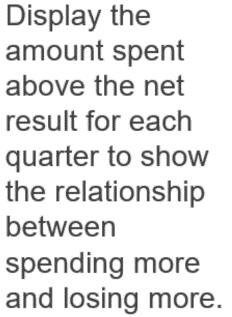 Display the
amount spent
above the net
result for each
quarter to show
the relationship
between
spending more
and losing more.